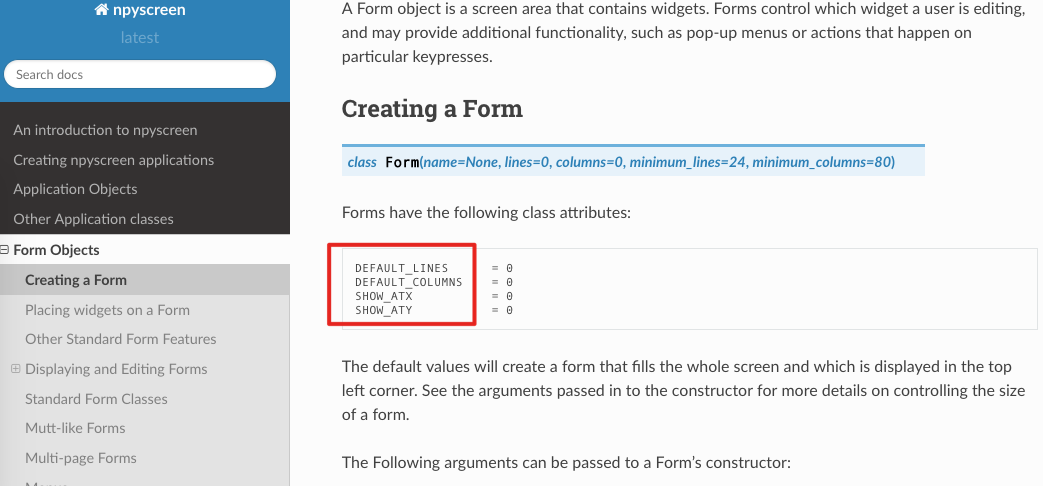 npyscreen
latest
Search docs
An introduction to npyscreen
Creating npyscreen applications
Application Objects
Other Application classes
Form Objects
Creating a Form
Placing widgets on a Form
Other Standard Form Features
Displaying and Editing Forms
Standard Form Classes
Mutt-like Forms
Multi-page Forms
A Form object is a screen area that contains widgets. Forms control which widget a user is editing,
and may provide additional functionality, such as pop-up menus or actions that happen on
particular keypresses.
Creating a Form
class Form(name=None, lines=0, columns=0, minimum_lines=24, minimum_columns=80)
Forms have the following class attributes:
DEFAULT_LINES = 0
DEFAULT_COLUMNS = 0
SHOW_ATX = 0
SHOW_ATY = 0
The default values will create a form that fills the whole screen and which is displayed in the top
left corner. See the arguments passed in to the constructor for more details on controlling the size
of a form.
The Following arguments can be passed to a Form’s constructor: